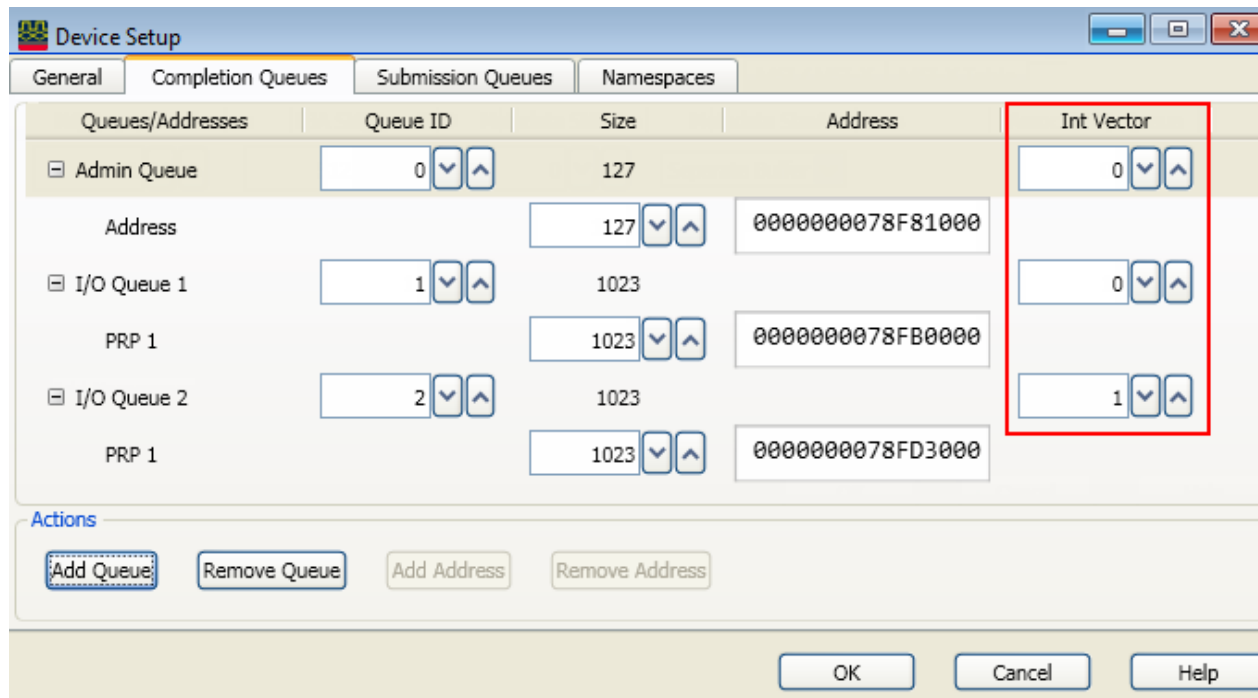 Device Setup
General Completion Queues Submission Queues Namespaces
Queues/Addresses Queue ID Size Address Int Vector
Admin Queue 0 127 0
Address 127 0000000078F81000
I/O Queue 1 1 1023 0
PRP 1 1023 0000000078FB0000
I/O Queue 2 2 1023 1
PRP 1 1023 0000000078FD3000
Actions
Add Queue Remove Queue Add Address Remove Address
OK Cancel Help